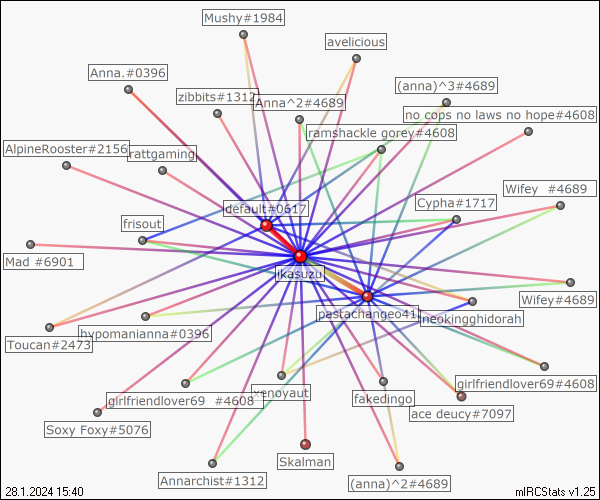 Mushy#1984
avelicious
Anna.#0396
(anna)^3#4689
zibbits#1312
Anna^2#4689
no cops no laws no hope#4608
ramshackle gorey#4608
AlpineRooster#2156
rattgaming
Wifey   #4689
default#0617
Cypha#1717
frisout
Mad #6901
ikasuzu
Wifey#4689
pastachangeo41
neokingghidorah
Toucan#2473
hypomanianna#0396
girlfriendlover69#4608
xenoyaut
fakedingo
girlfriendlover69   #4608
ace deucy#7097
Soxy Foxy#5076
Skalman
Annarchist#1312
(anna)^2#4689
28.1.2024 15:40
mIRCStats v1.25